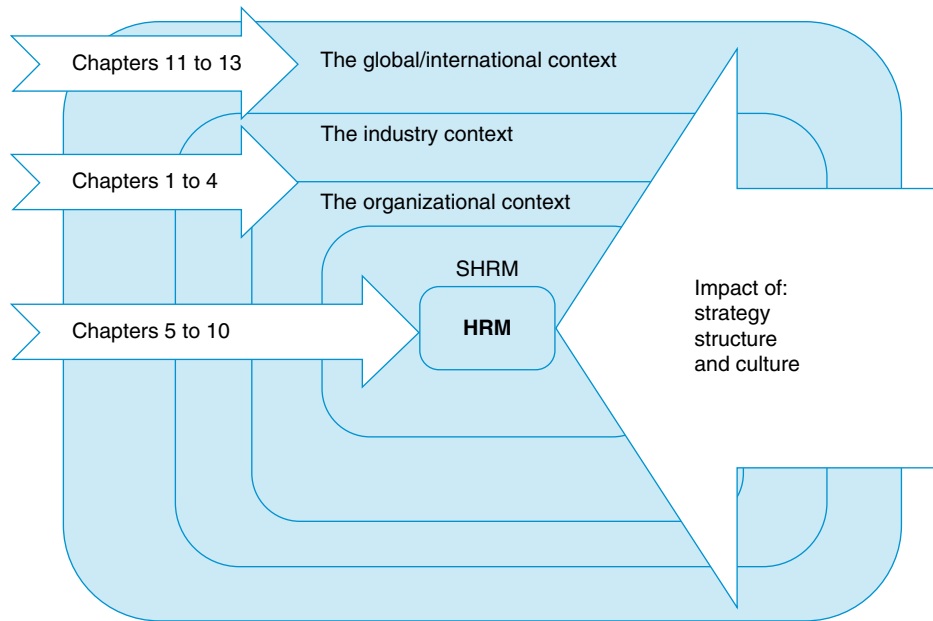 Chapters 11 to 13
The global/international context
The industry context
Chapters 1 to 4
The organizational context
SHRM
HRM
Chapters 5 to 10
Impact of:
strategy
structure
and culture